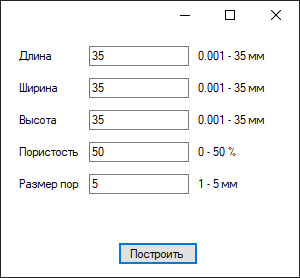 Длина 35 0.001 - 35 мм
Ширина 35 0.001 - 35 мм
Высота 35 0.001 - 35 мм
Пористость 50 0 - 50 %
Размер пор 5 1 - 5 мм
Построить